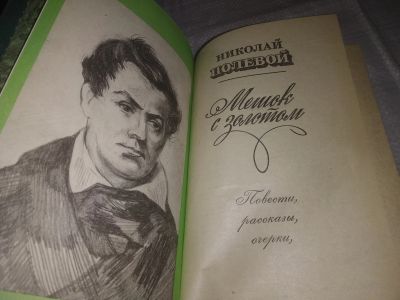 НИКОЛАЙ
ПОЛЕВОЙ
Мешок
с золотом
Повести,
рассказы,
очерки,